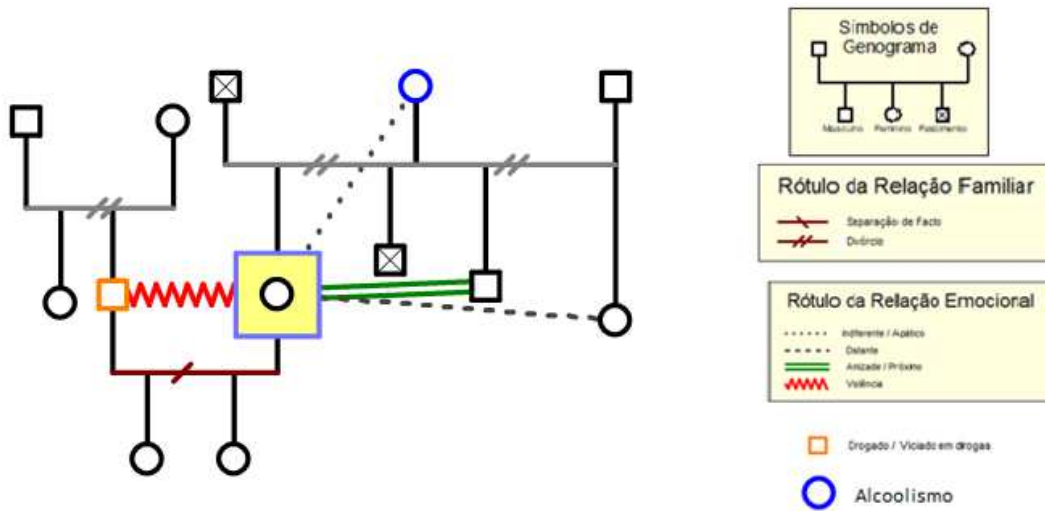 Símbolos de
Genograma
Masculino
Feminino
Falecimento
Rótulo da Relação Familiar
Separação de Facto
Divórcio
Rótulo da Relação Emocional
Indiferente / Apático
Distante
Amizade / Próximo
Violência
Drogado / Viciado em drogas
Alcoolismo